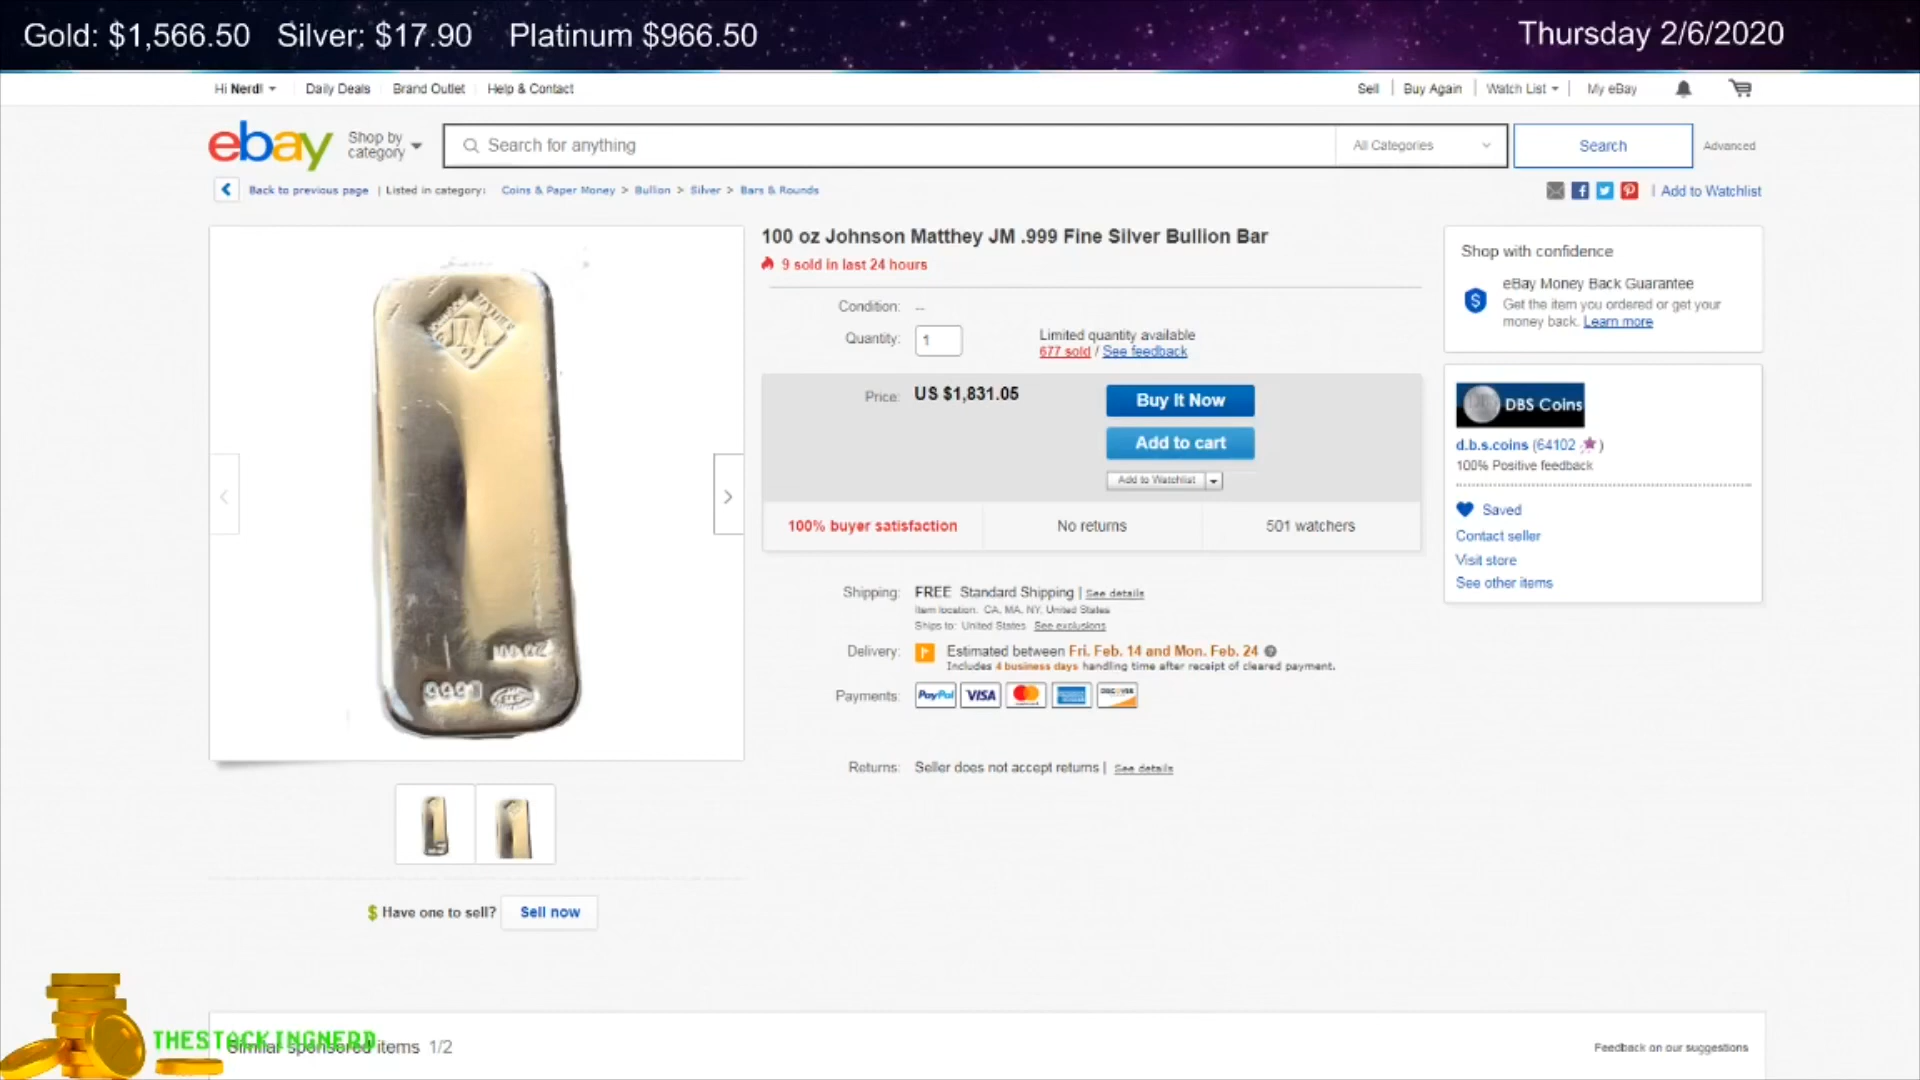 Gold: $1,566.50 Silver: $17.90 Platinum $966.50 Thursday 2/6/2020
Hi Nerd! Daily Deals Brand Outlet Help & Contact Sell Buy Again Watch List My eBay
ebay Shop by category Search for anything All Categories Search Advanced
Back to previous page | Listed in category: Coins & Paper Money > Bullion > Silver > Bars & Rounds | Add to Watchlist
100 oz Johnson Matthey JM .999 Fine Silver Bullion Bar
9 sold in last 24 hours
Condition: --
Quantity: 1
Limited quantity available
677 sold / See feedback
Price: US $1,831.05
Buy It Now
Add to cart
Add to Watchlist
100% buyer satisfaction No returns 501 watchers
Shipping: FREE Standard Shipping | See details
Item location: CA, MA, NY, United States
Ships to: United States See exclusions
Delivery: Estimated between Fri. Feb. 14 and Mon. Feb. 24
Includes 4 business days handling time after receipt of cleared payment.
Payments: PayPal VISA DISCOVER
Returns: Seller does not accept returns | See details
Shop with confidence
eBay Money Back Guarantee
Get the item you ordered or get your
money back. Learn more
DBS Coins
d.b.s.coins (64102)
100% Positive feedback
Saved
Contact seller
Visit store
See other items
JM
100 OZ
$ Have one to sell? Sell now
THESTACKINGNERD
Similar sponsored items 1/2
Feedback on our suggestions